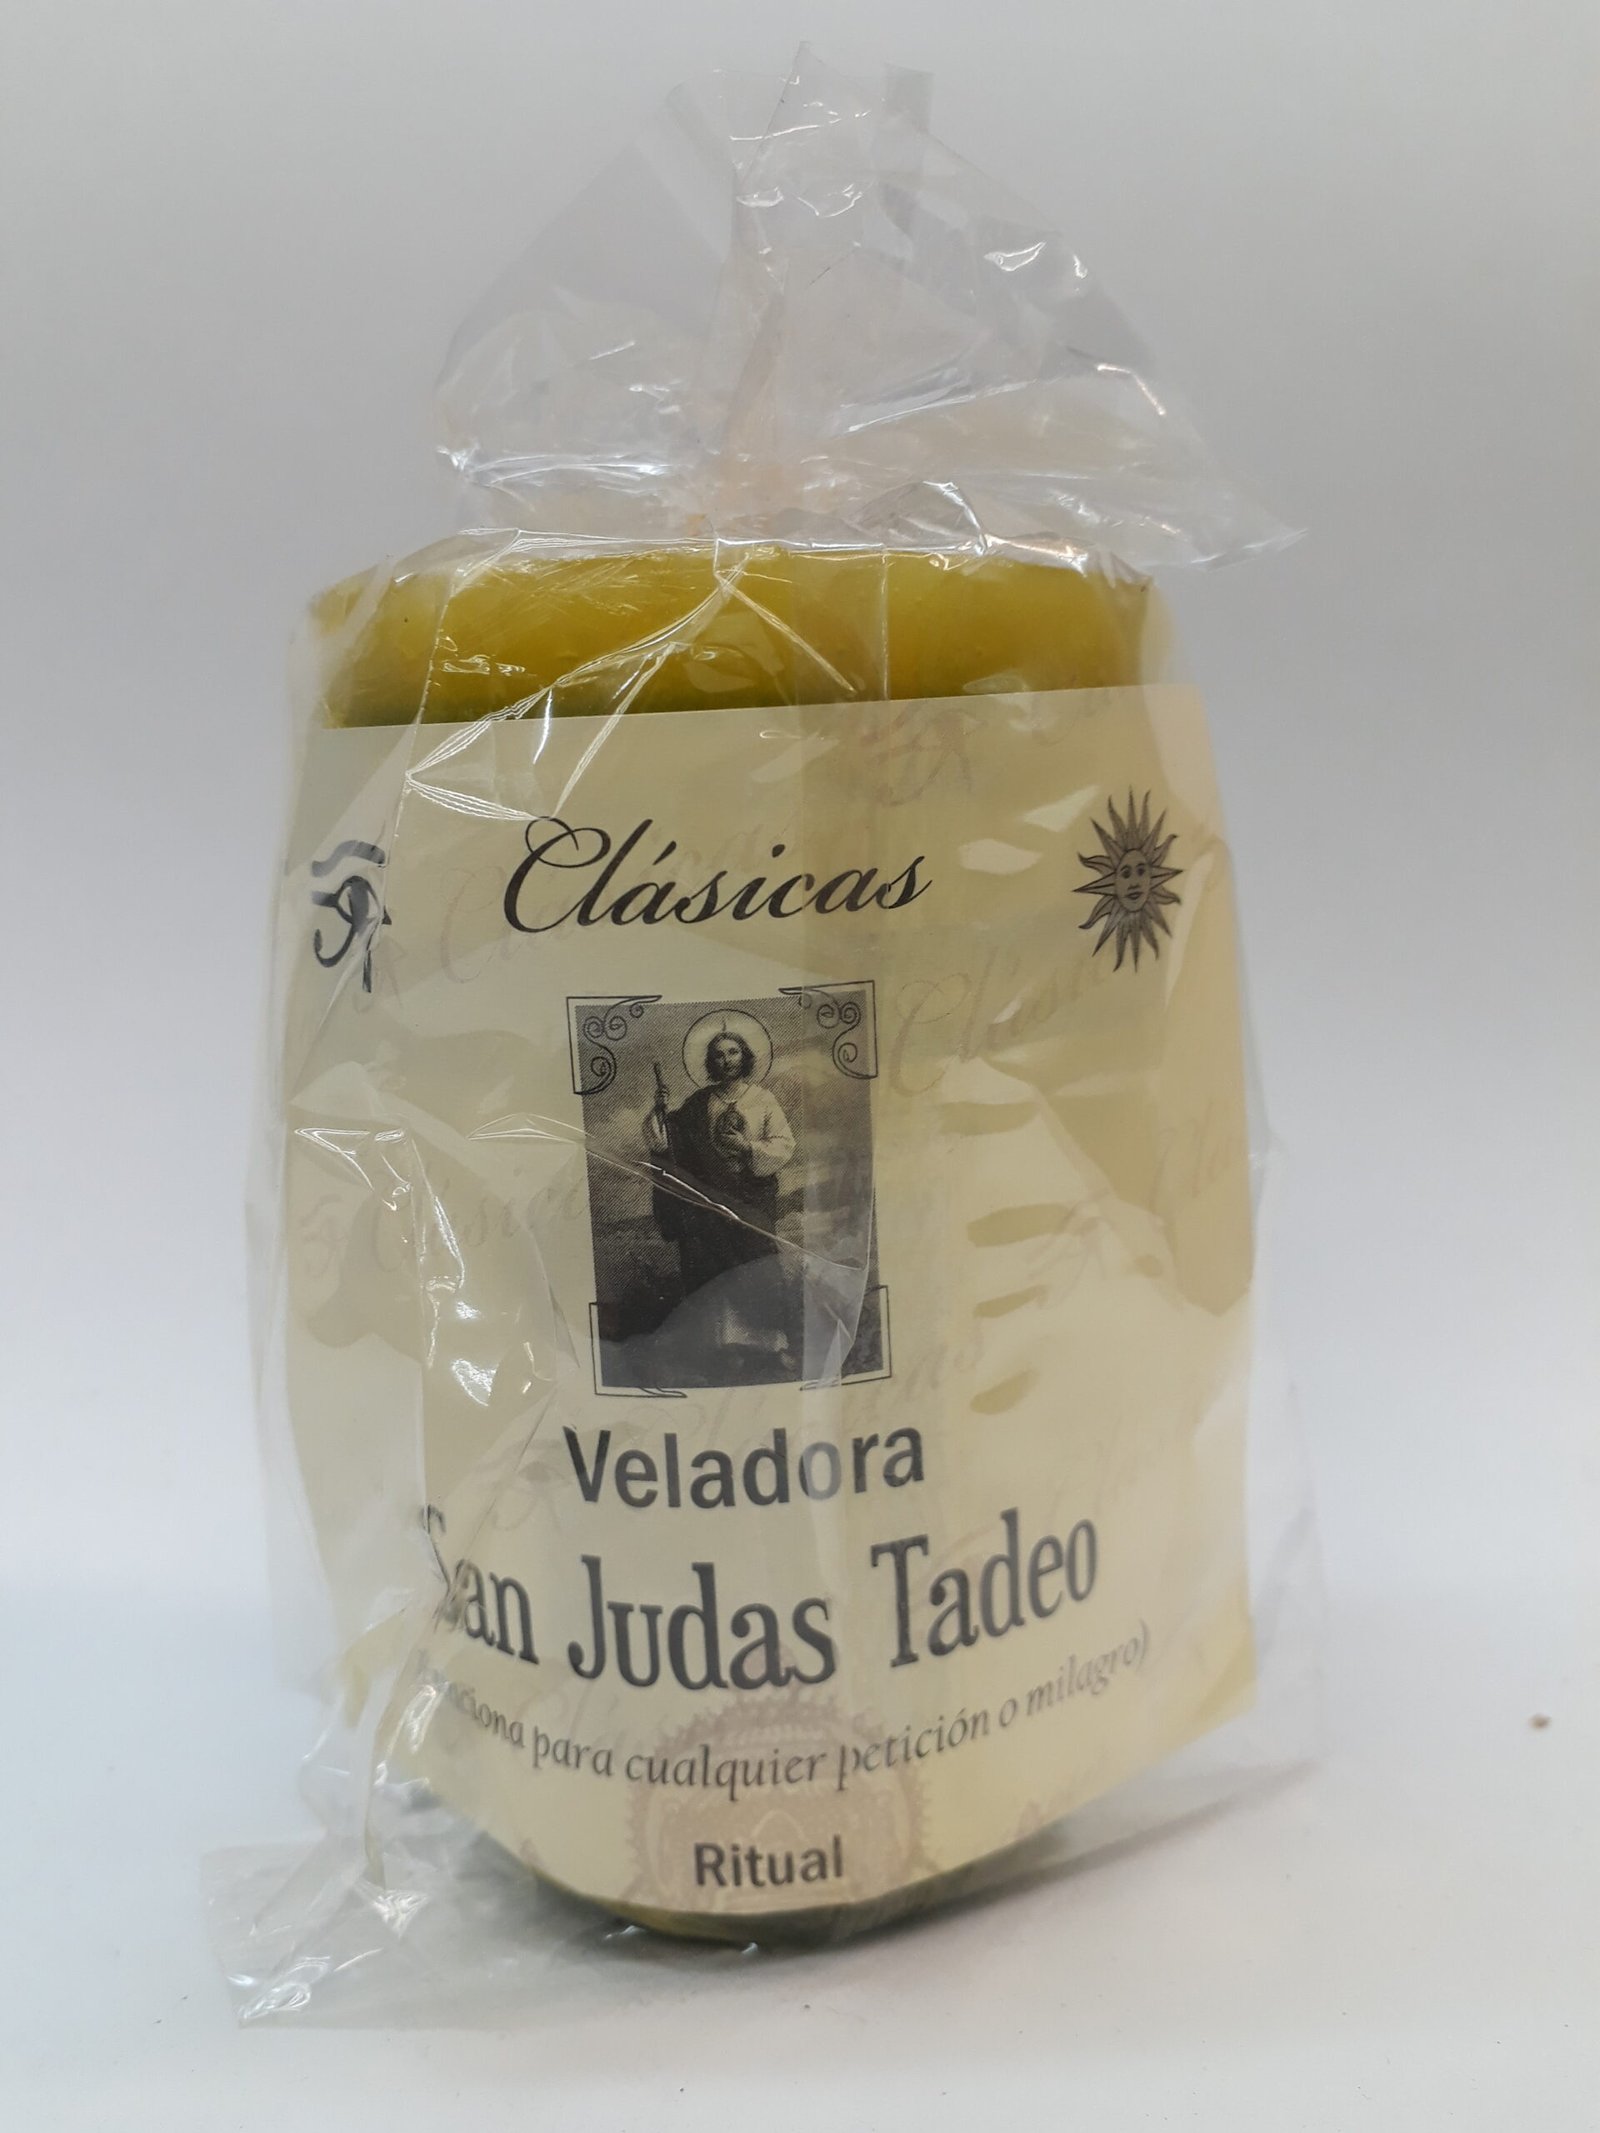 Clásicas
Veladora
San Judas Tadeo
para cualquier petición o milagro)
Ritual